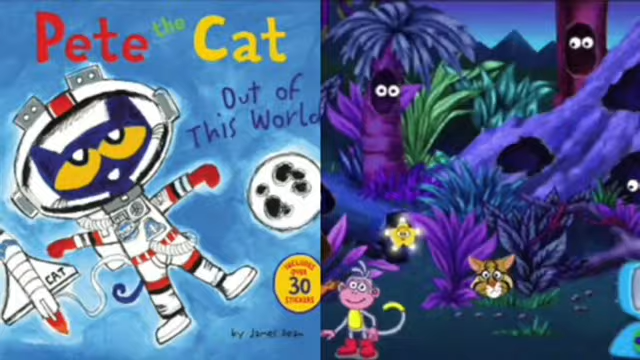 Pete the Cat
Out of
This World
CAT
INCLUDES
OVER
30
STICKERS
by James Dean